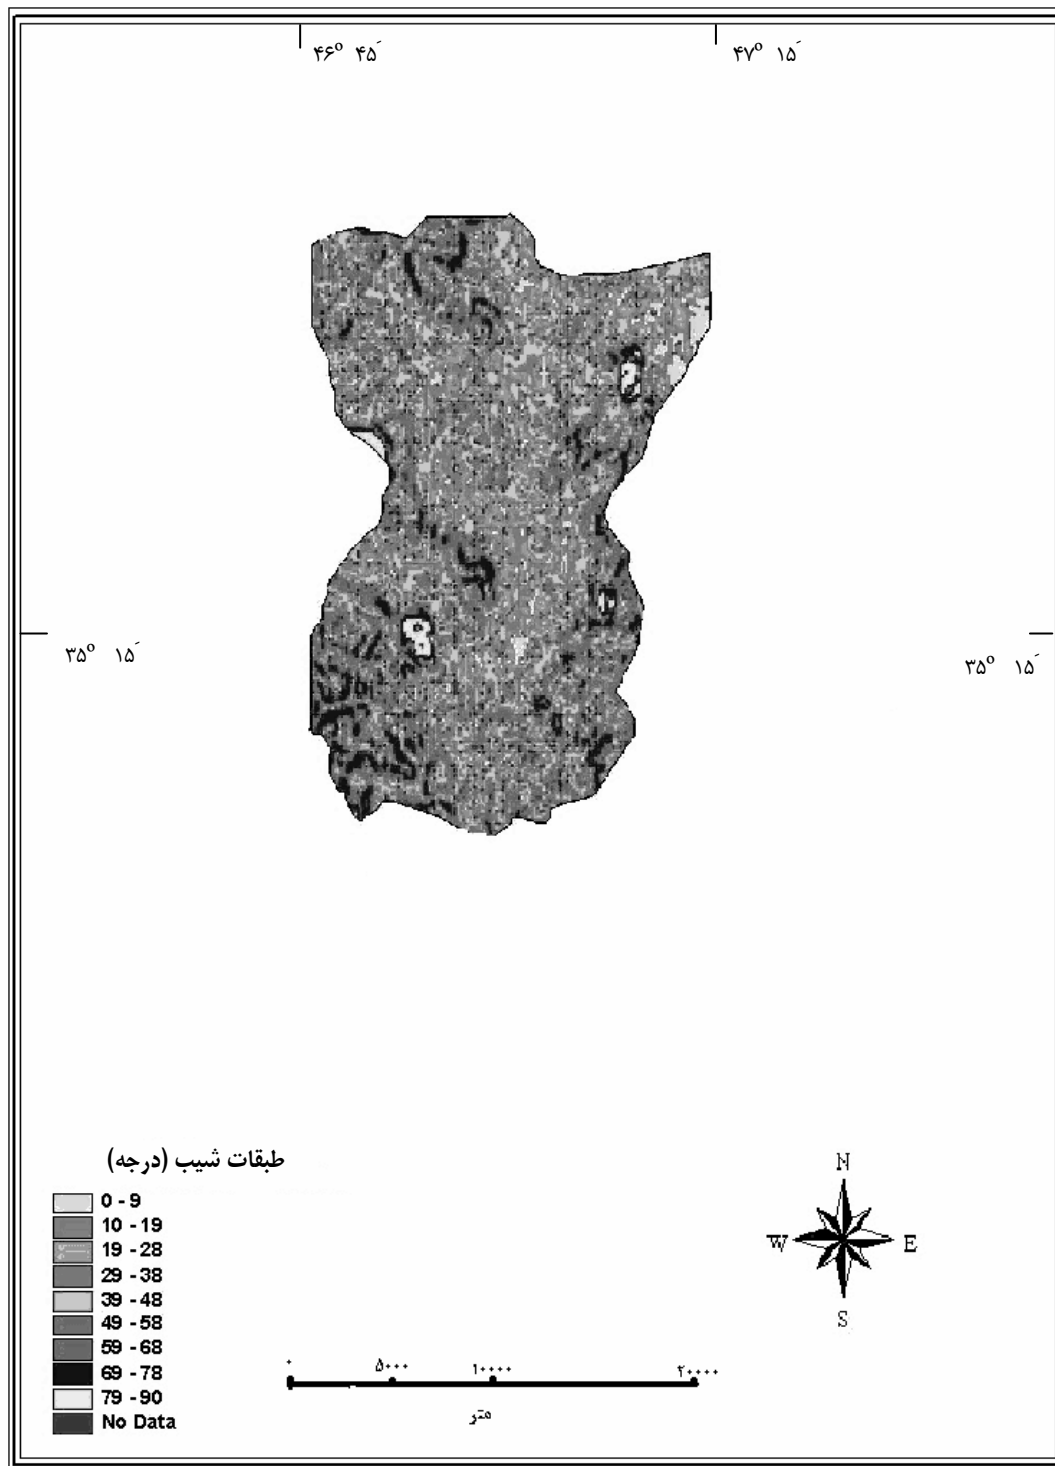 ۴۶° ۴۵´ ۴۷° ۱۵´
۳۵° ۱۵´ ۳۵° ۱۵´
طبقات شیب (درجه)
0 - 9
10 - 19
19 - 28
29 - 38
39 - 48
49 - 58
59 - 68
69 - 78
79 - 90
No Data
N
W E
S
۰ ۵۰۰۰ ۱۰۰۰۰ ۲۰۰۰۰
متر